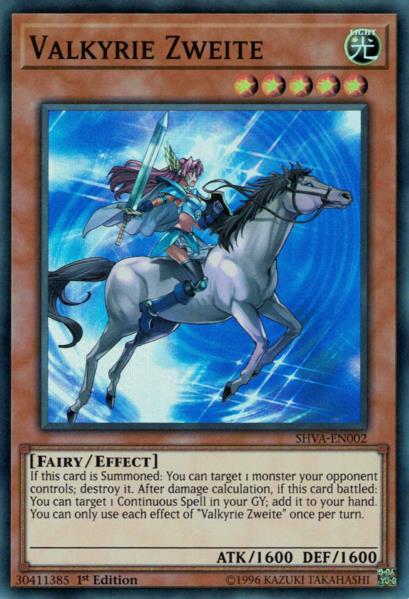 VALKYRIE ZWEITE
LIGHT
光
SHVA-EN002
[FAIRY/EFFECT]
If this card is Summoned: You can target 1 monster your opponent
controls; destroy it. After damage calculation, if this card battled:
You can target 1 Continuous Spell in your GY; add it to your hand.
You can only use each effect of "Valkyrie Zweite" once per turn.
ATK/1600 DEF/1600
30411385 1st Edition ©1996 KAZUKI TAKAHASHI